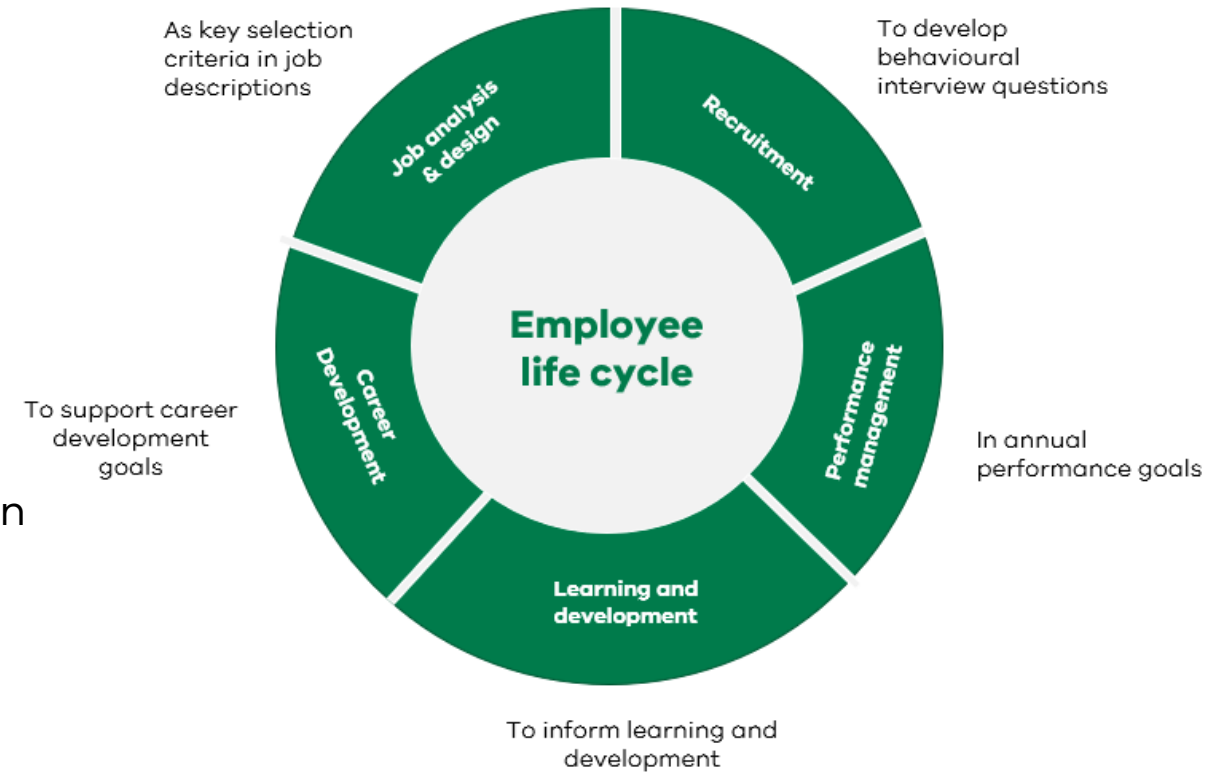 As key selection
criteria in job
descriptions
To develop
behavioural
interview questions
Job analysis
& design
Recruitment
Employee
life cycle
Career
Development
Performance
management
To support career
development
goals
In annual
performance goals
n
Learning and
development
To inform learning and
development